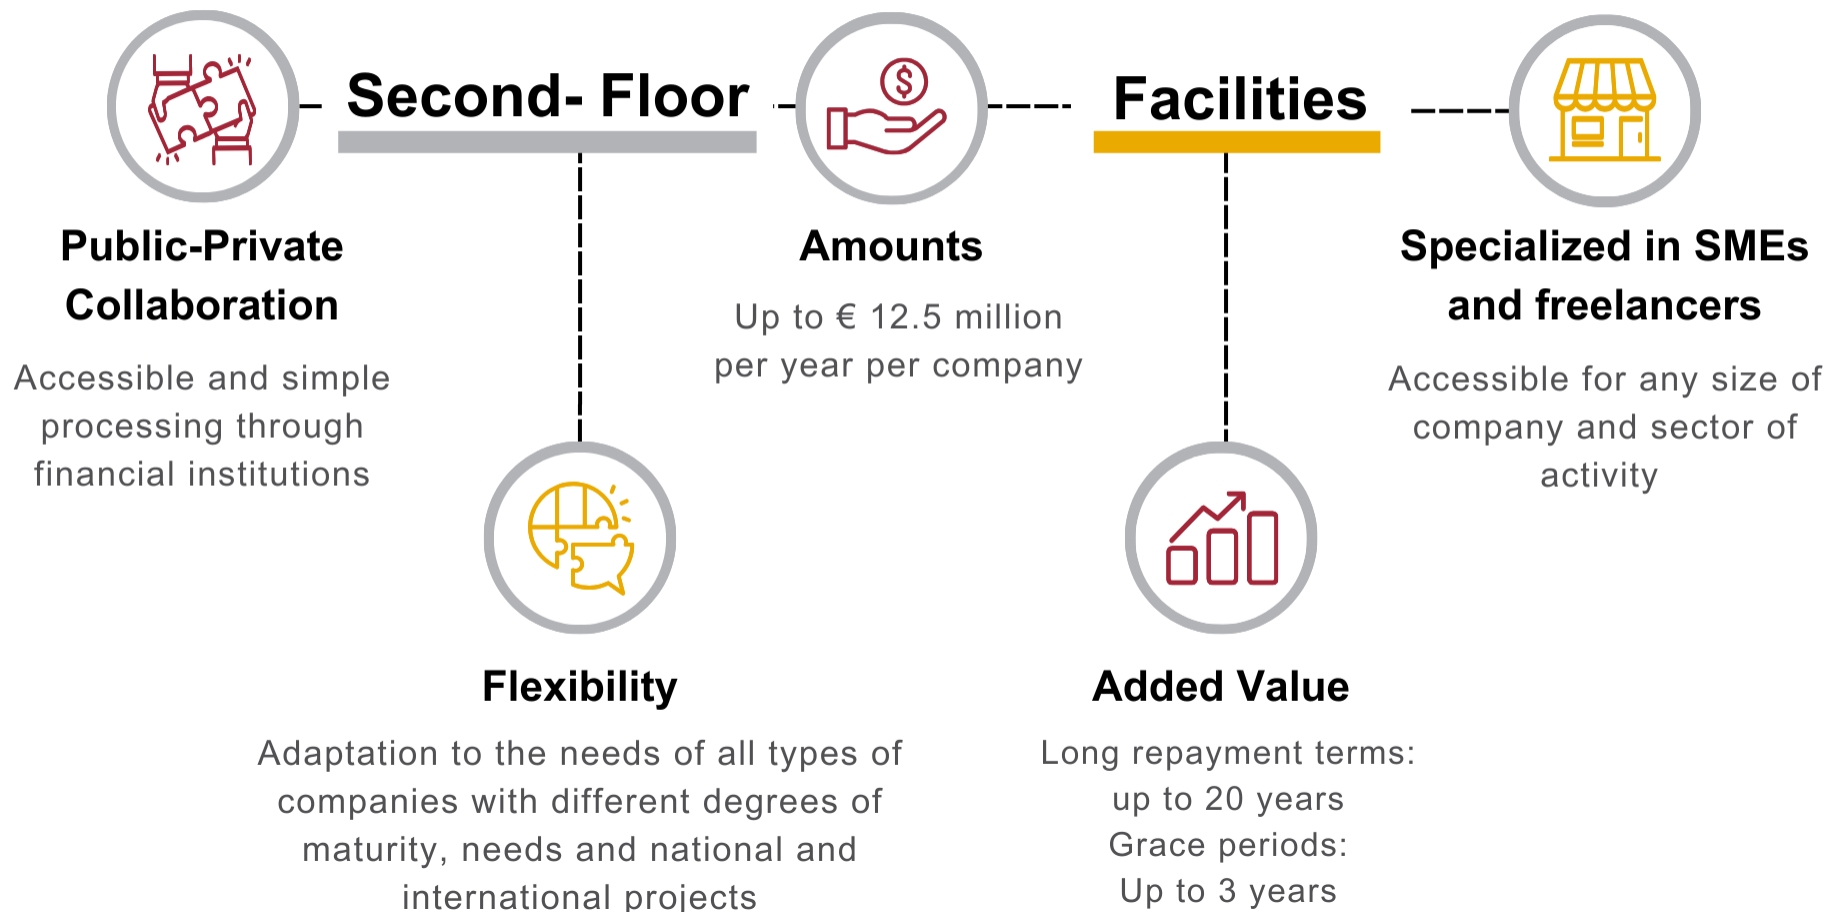 Second- Floor
Facilities
Public-Private
Collaboration
Accessible and simple
processing through
financial institutions
Amounts
Up to € 12.5 million
per year per company
Specialized in SMEs
and freelancers
Accessible for any size of
company and sector of
activity
Flexibility
Adaptation to the needs of all types of
companies with different degrees of
maturity, needs and national and
international projects
Added Value
Long repayment terms:
up to 20 years
Grace periods:
Up to 3 years
$